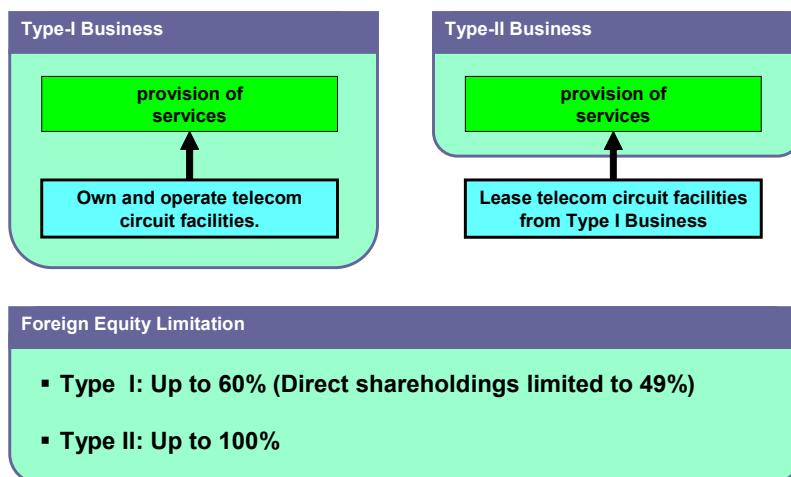 Type-I Business
provision of
services
Own and operate telecom
circuit facilities.
Type-II Business
provision of
services
Lease telecom circuit facilities
from Type I Business
Foreign Equity Limitation
▪ Type  I: Up to 60% (Direct shareholdings limited to 49%)
▪ Type II: Up to 100%